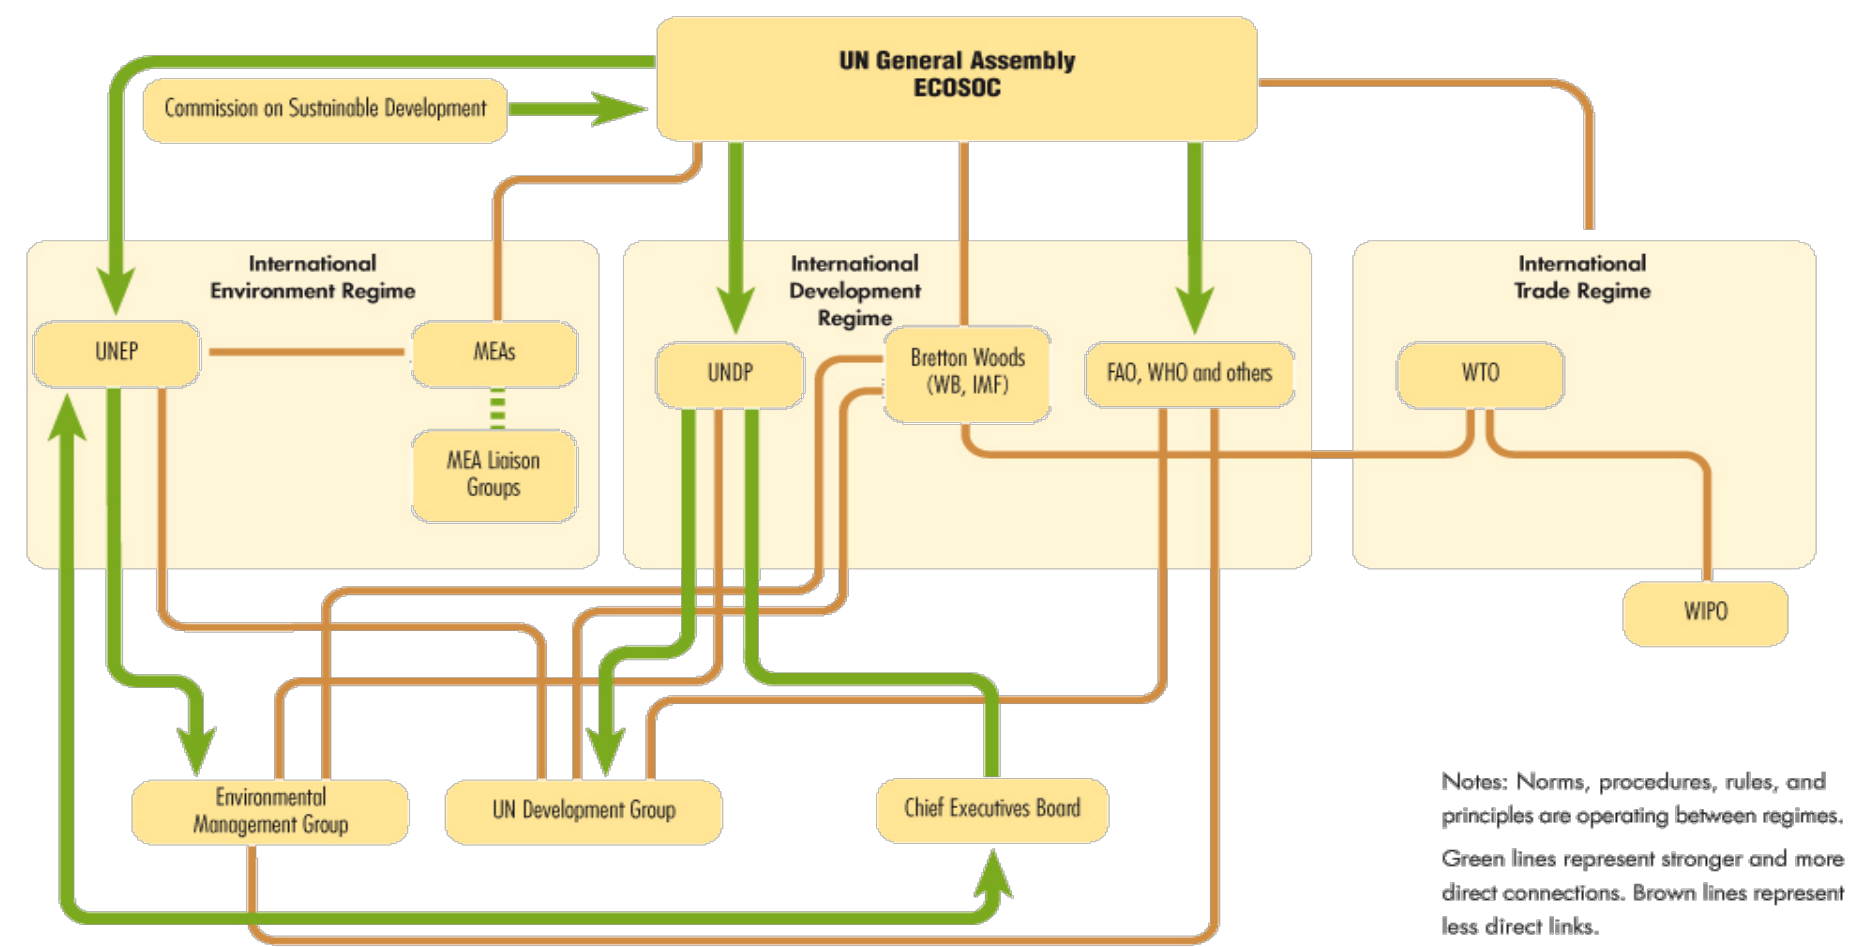 UN General Assembly
ECOSOC
Commission on Sustainable Development
International
Environment Regime
UNEP
MEAs
MEA Liaison
Groups
International
Development
Regime
UNDP
Bretton Woods
(WB, IMF)
FAO, WHO and others
International
Trade Regime
WTO
WIPO
Environmental
Management Group
UN Development Group
Chief Executives Board
Notes: Norms, procedures, rules, and
principles are operating between regimes.
Green lines represent stronger and more
direct connections. Brown lines represent
less direct links.